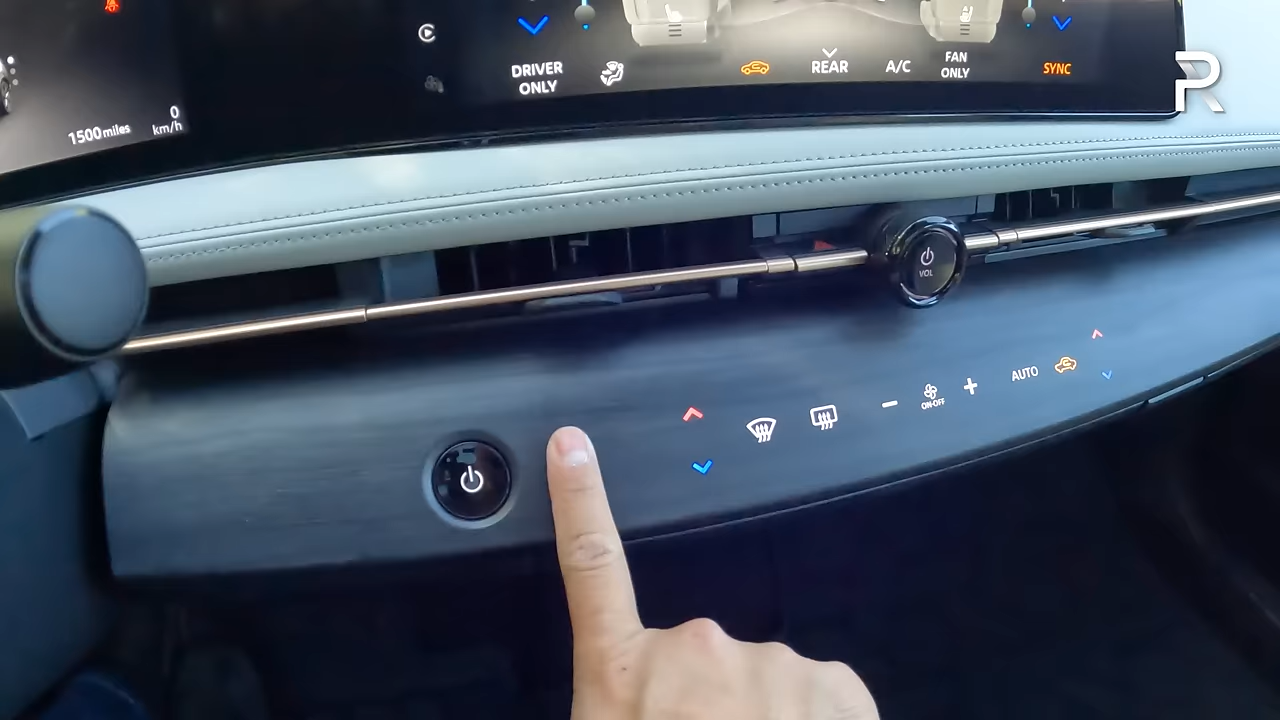 DRIVER
ONLY
REAR
A/C
FAN
ONLY
SYNC
1500 miles
0
km/h
VOL
ON·OFF
AUTO